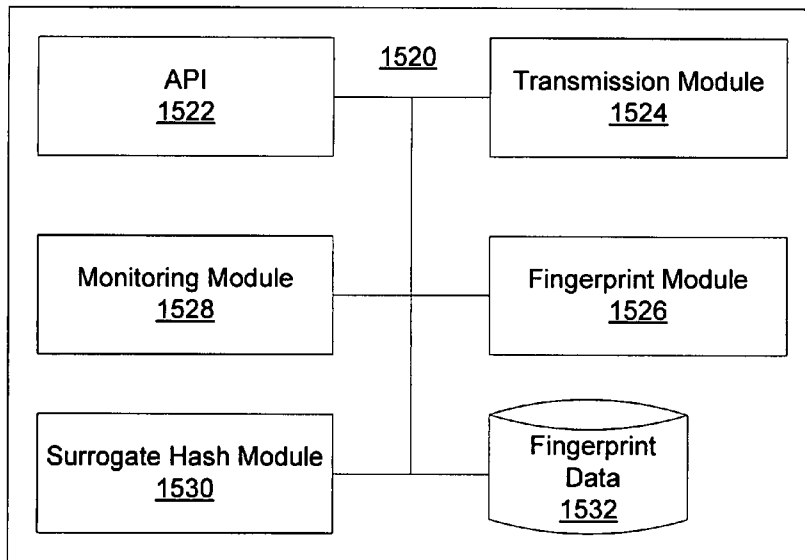 API
1522
1520
Transmission Module
1524
Monitoring Module
1528
Fingerprint Module
1526
Surrogate Hash Module
1530
Fingerprint
Data
1532